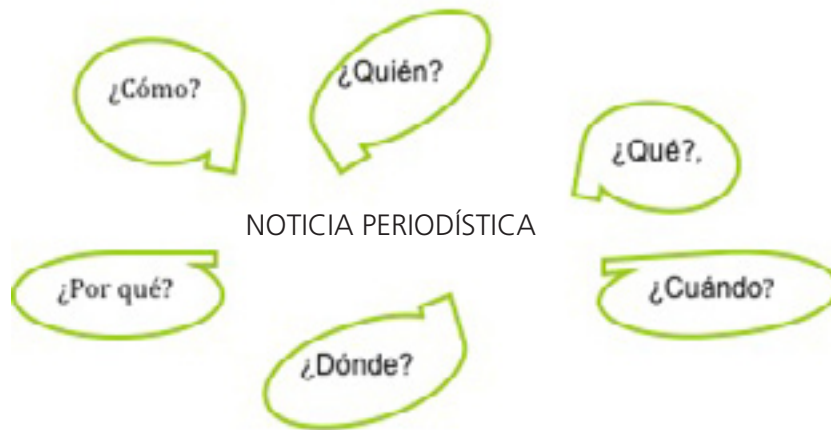 ¿Cómo?
¿Quién?
¿Qué?.
NOTICIA PERIODÍSTICA
¿Por qué?
¿Cuándo?
¿Dónde?